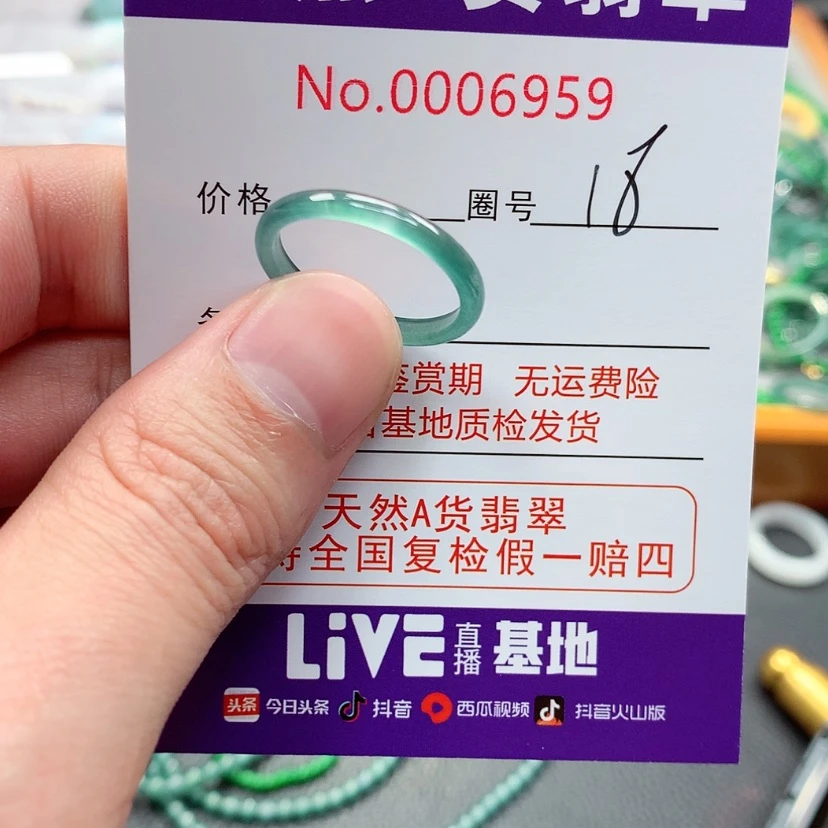 No.0006959
价格 圈号 18
鉴赏期 无运费险
基地质检发货
天然A货翡翠
全国复检假一赔四
LiVE 直播 基地
头条 今日头条 抖音 西瓜视频 抖音火山版